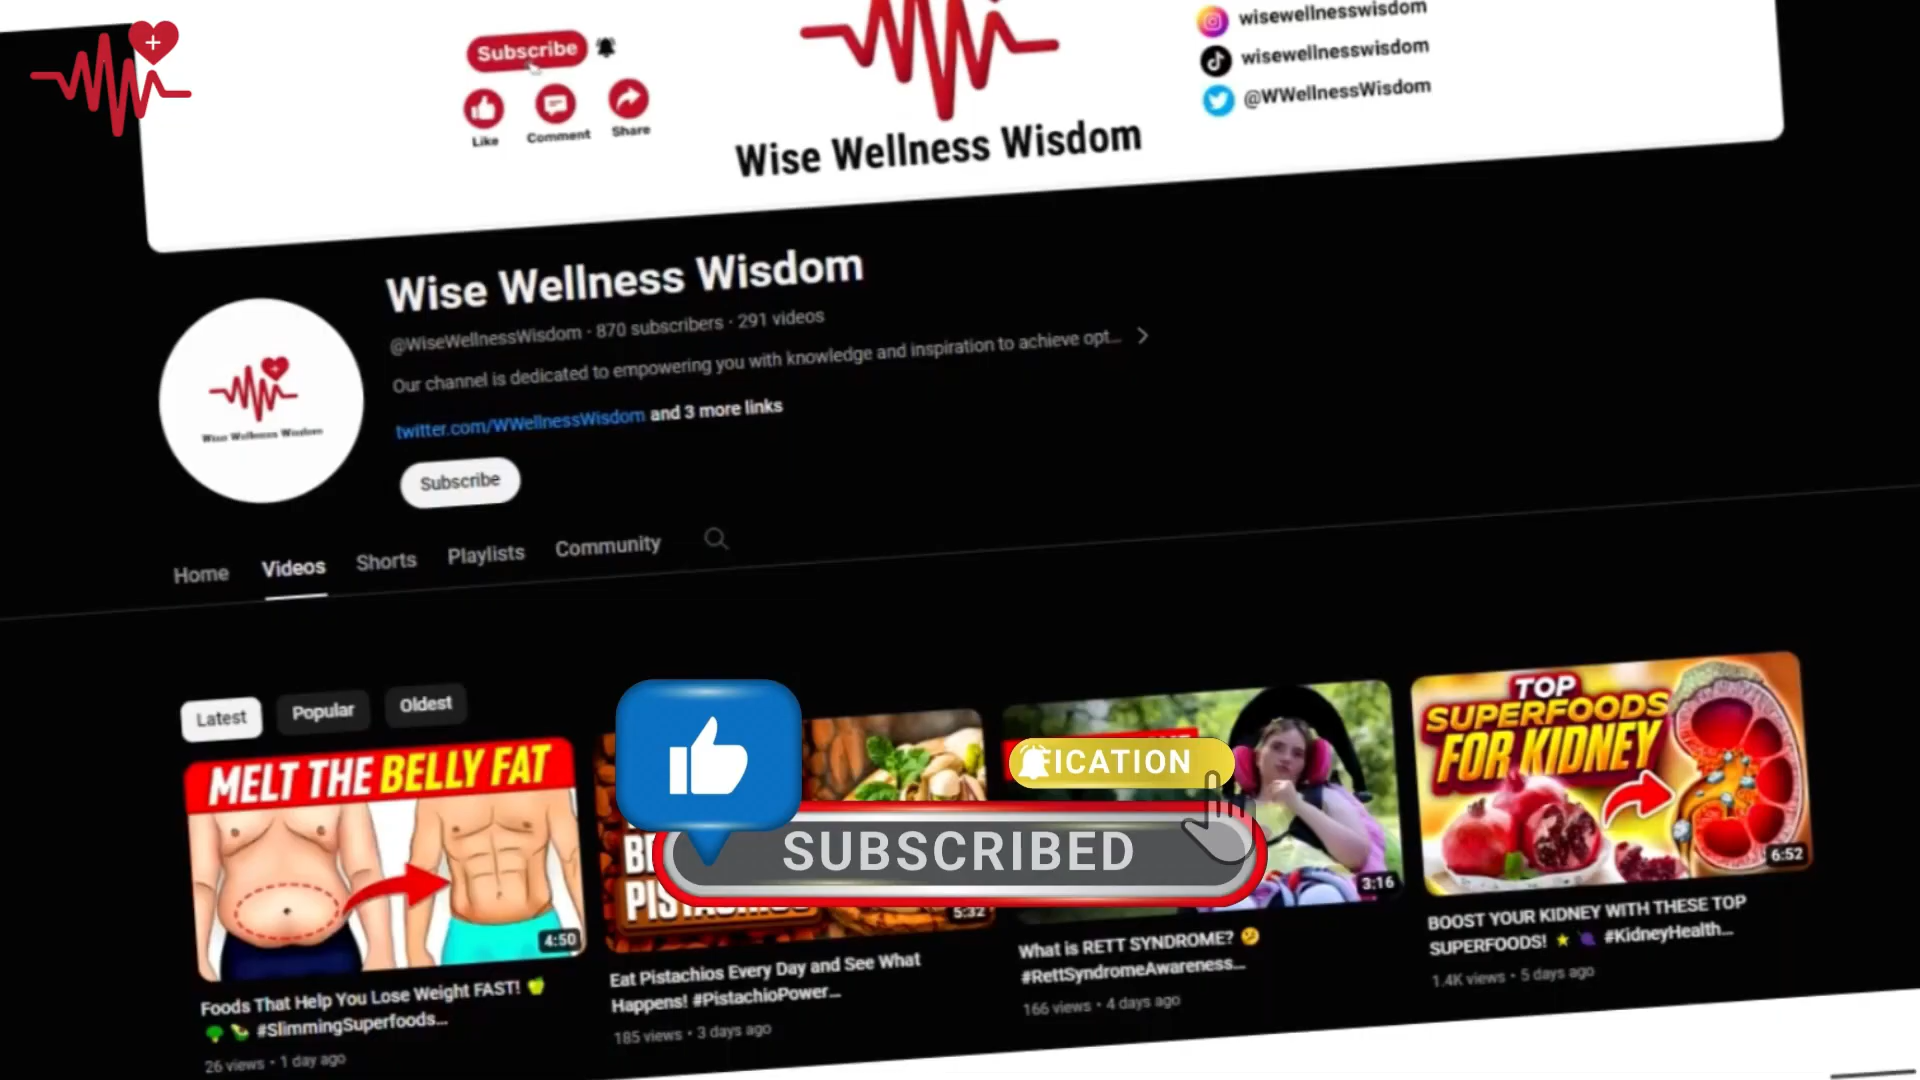 Subscribe
Like
Comment
Share
Wise Wellness Wisdom
wisewellnesswisdom
wisewellnesswisdom
@WWellnessWisdom
Wise Wellness Wisdom
@WiseWellnessWisdom · 870 subscribers · 291 videos
Our channel is dedicated to empowering you with knowledge and inspiration to achieve opt...
twitter.com/WWellnessWisdom and 3 more links
Wise Wellness Wisdom
Subscribe
Home
Videos
Shorts
Playlists
Community
Latest
Popular
Oldest
MELT THE BELLY FAT
4:50
Foods That Help You Lose Weight FAST! 🍏
🥦 🥑 #SlimmingSuperfoods...
26 views · 1 day ago
5:32
Eat Pistachios Every Day and See What
Happens! #PistachioPower...
185 views · 3 days ago
FICATION
SUBSCRIBED
3:16
What is RETT SYNDROME? 🤔
#RettSyndromeAwareness...
166 views · 4 days ago
TOP
SUPERFOODS
FOR KIDNEY
6:52
BOOST YOUR KIDNEY WITH THESE TOP
SUPERFOODS! ⭐ 🍆 #KidneyHealth...
1.4K views · 5 days ago